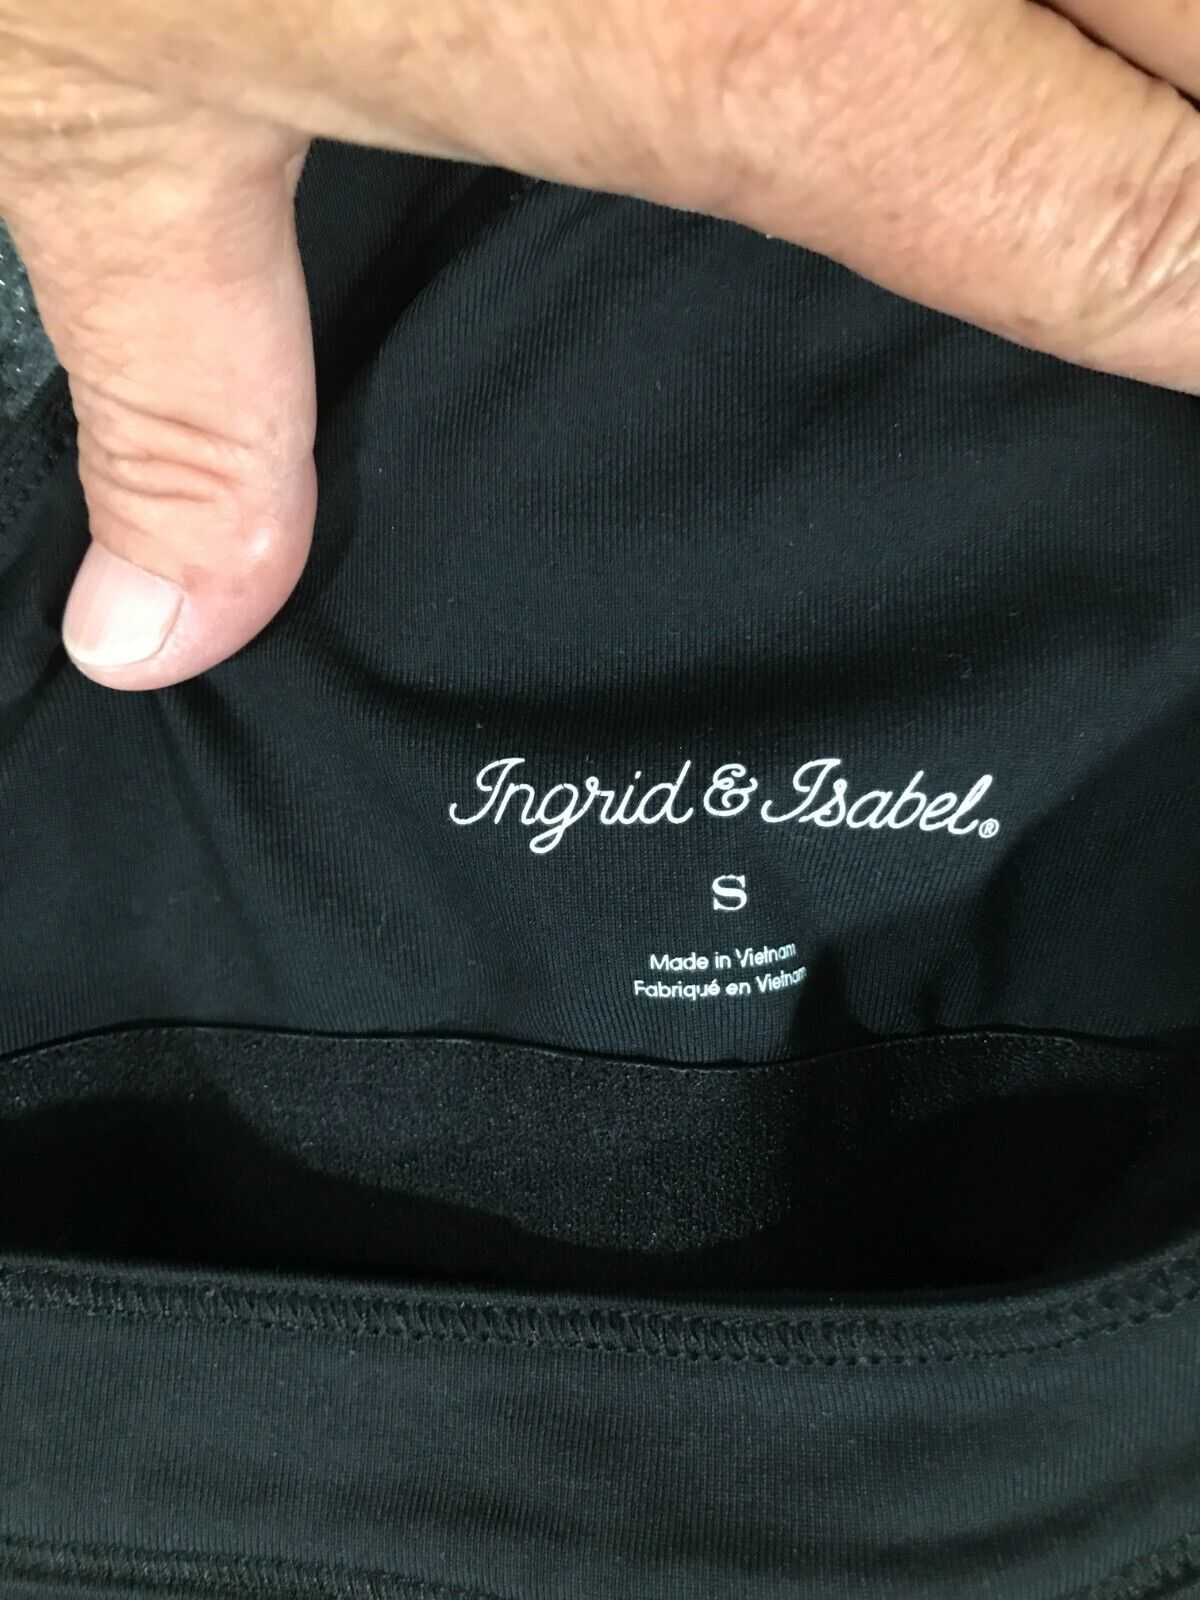 Ingrid & Isabel®
S
Made in Vietnam
Fabriqué en Vietnam